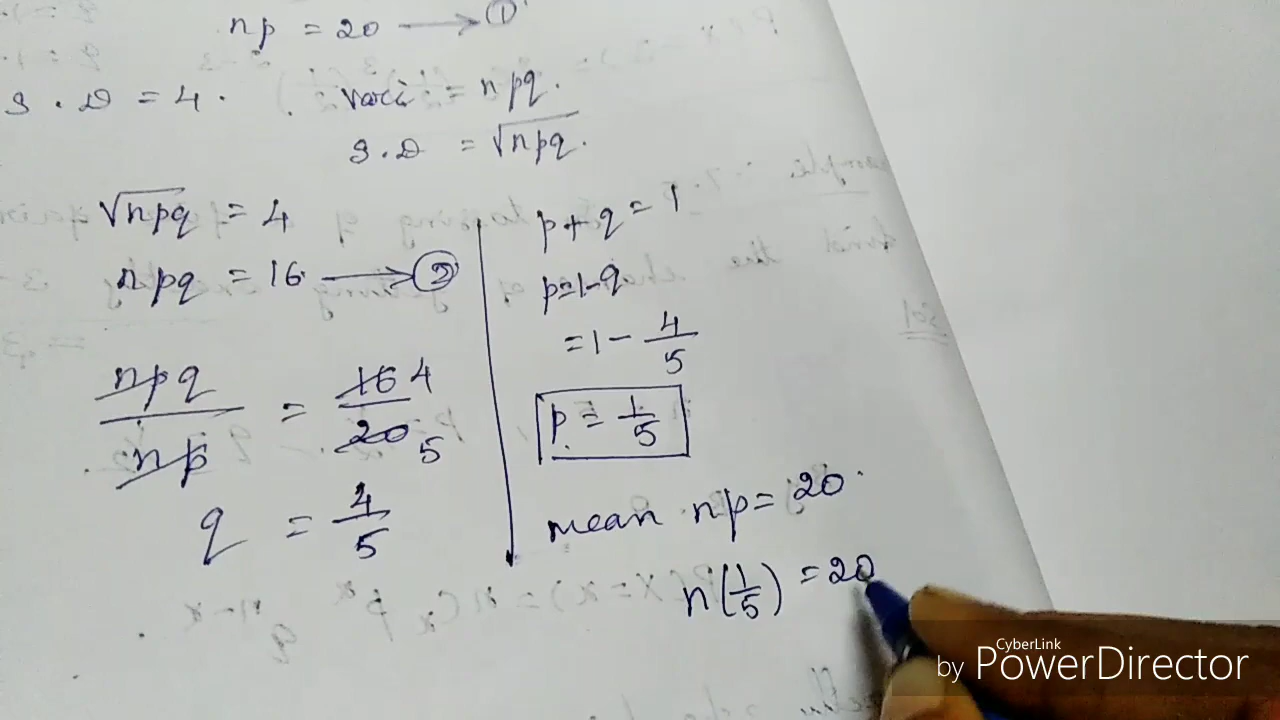 np = 20 → ①
S.D = 4. vari = npq.
S.D = √npq.
√npq = 4
npq = 16 → ②
npq/np = 16/20 4/5
q = 4/5
p + q = 1
p = 1 - q
= 1 - 4/5
p = 1/5
mean np = 20.
n(1/5) = 20
CyberLink
by PowerDirector